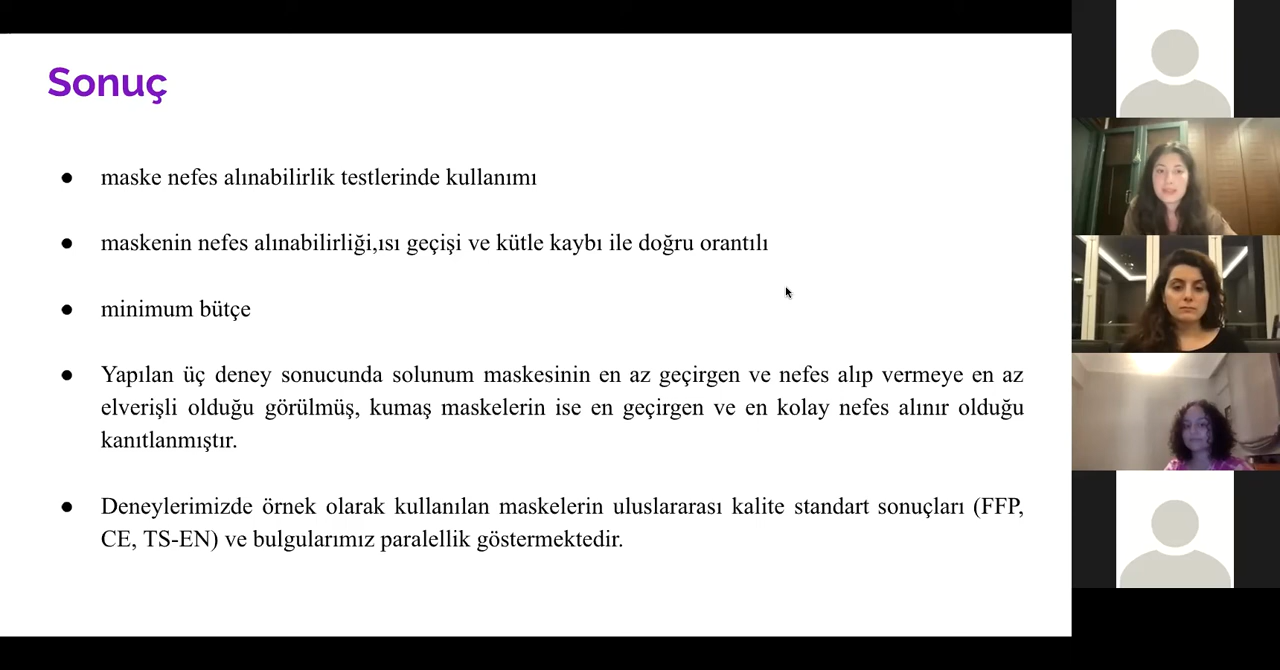 Sonuç
● maske nefes alınabilirlik testlerinde kullanımı
● maskenin nefes alınabilirliği,ısı geçişi ve kütle kaybı ile doğru orantılı
● minimum bütçe
● Yapılan üç deney sonucunda solunum maskesinin en az geçirgen ve nefes alıp vermeye en az
elverişli olduğu görülmüş, kumaş maskelerin ise en geçirgen ve en kolay nefes alınır olduğu
kanıtlanmıştır.
● Deneylerimizde örnek olarak kullanılan maskelerin uluslararası kalite standart sonuçları (FFP,
CE, TS-EN) ve bulgularımız paralellik göstermektedir.